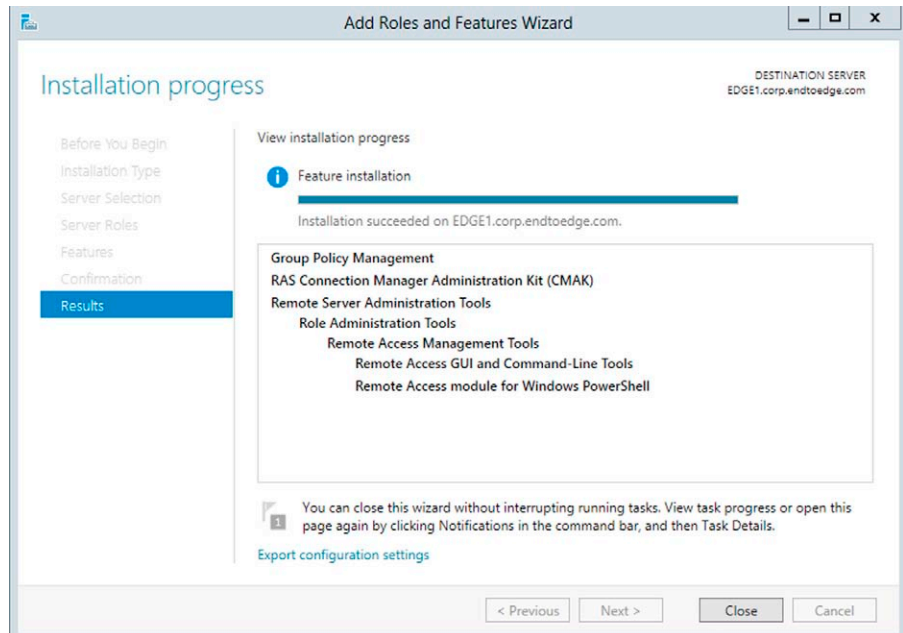 Add Roles and Features Wizard
Installation progress
DESTINATION SERVER
EDGE1.corp.endtoedge.com
Before You Begin
Installation Type
Server Selection
Server Roles
Features
Confirmation
Results
View installation progress
Feature installation
Installation succeeded on EDGE1.corp.endtoedge.com.
Group Policy Management
RAS Connection Manager Administration Kit (CMAK)
Remote Server Administration Tools
Role Administration Tools
Remote Access Management Tools
Remote Access GUI and Command-Line Tools
Remote Access module for Windows PowerShell
1
You can close this wizard without interrupting running tasks. View task progress or open this
page again by clicking Notifications in the command bar, and then Task Details.
Export configuration settings
< Previous
Next >
Close
Cancel